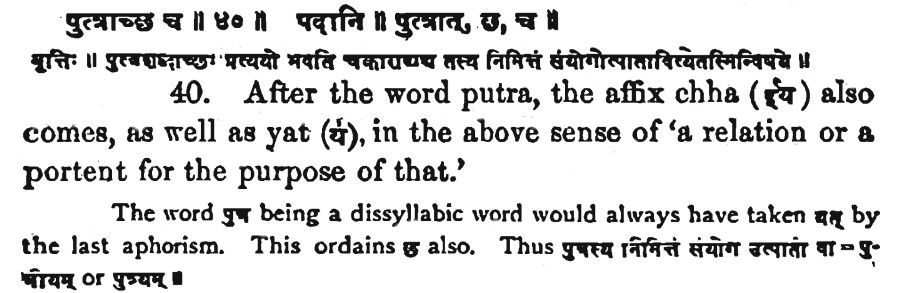 पुत्राच्छ च ॥ ४० ॥ पदानि ॥ पुत्रात्, छ, च ॥
वृत्तिः ॥ पुत्रशब्दाच्छः प्रत्ययो भवति चकाराद्यच्च तस्य निमित्तं संयोगोत्पातावित्येतस्मिन्विषये ॥
40. After the word putra, the affix chha (ईय) also
comes, as well as yat (यं), in the above sense of 'a relation or a
portent for the purpose of that.'
The word पुत्र being a dissyllabic word would always have taken यत् by
the last aphorism. This ordains छ also. Thus पुत्रस्य निमित्तं संयोग उत्पातो वा = पु-
त्रीयम् or पुत्र्यम् ॥